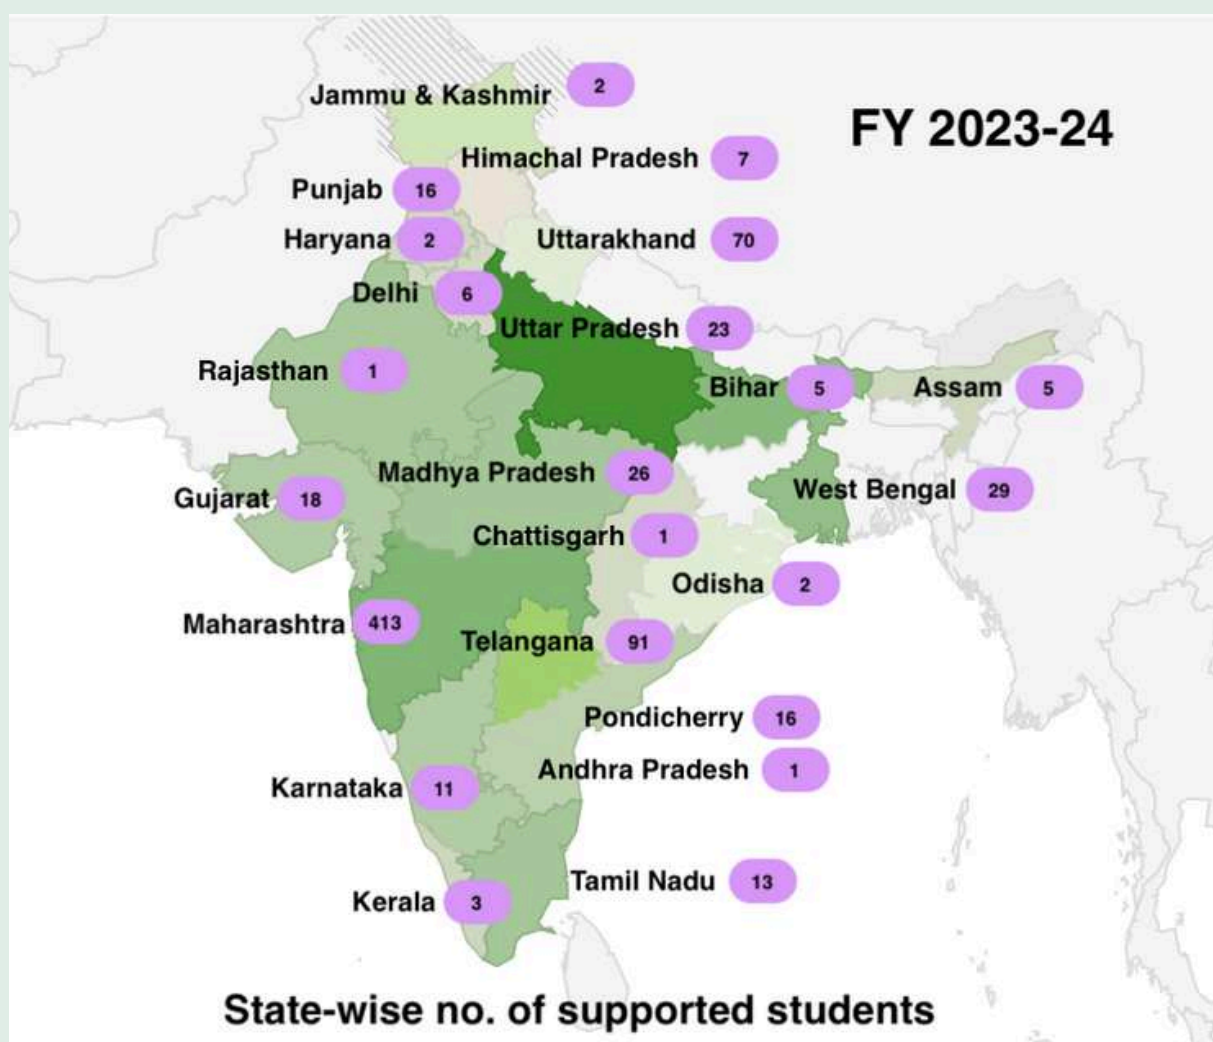 Jammu & Kashmir 2
FY 2023-24
Himachal Pradesh 7
Punjab 16
Haryana 2
Uttarakhand 70
Delhi 6
Uttar Pradesh 23
Rajasthan 1
Bihar 5
Assam 5
Madhya Pradesh 26
Gujarat 18
West Bengal 29
Chattisgarh 1
Odisha 2
Maharashtra 413
Telangana 91
Pondicherry 16
Andhra Pradesh 1
Karnataka 11
Tamil Nadu 13
Kerala 3
State-wise no. of supported students